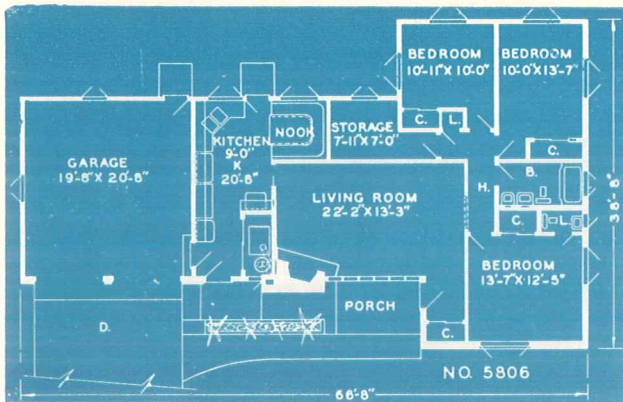 BEDROOM
10'-11"X 10'-0"
BEDROOM
10'-0"X13'-7"
C.
L.
NOOK
STORAGE
7'-11"X 7'-0"
KITCHEN
9'-0"
X
20'-8"
GARAGE
19'-8"X 20'-8"
C.
B.
H.
LIVING ROOM
22'-2"X13'-3"
C.
L.
BEDROOM
13'-7"X 12'-5"
PORCH
D.
C.
38'-8"
NO. 5806
66'-8"